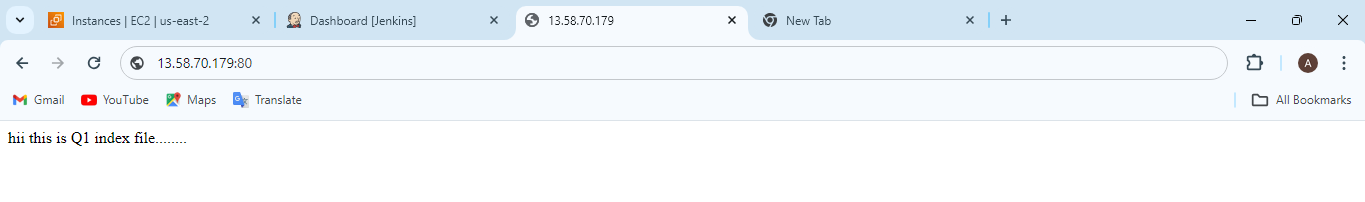 Instances | EC2 | us-east-2
Dashboard [Jenkins]
13.58.70.179
New Tab
13.58.70.179:80
A
Gmail
YouTube
Maps
Translate
All Bookmarks
hii this is Q1 index file........